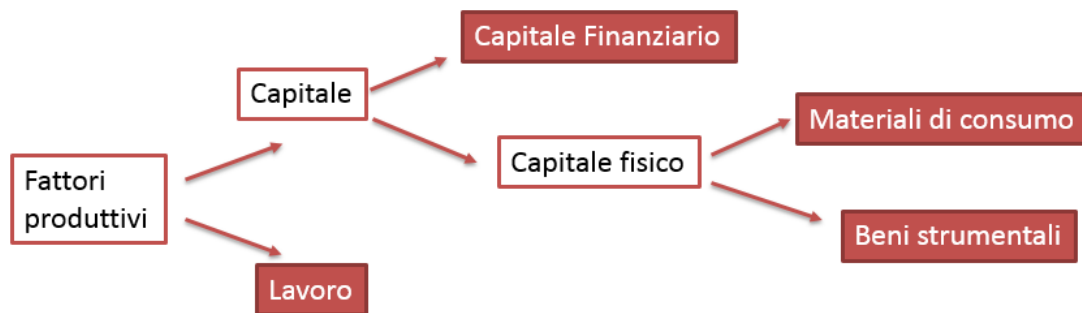 Capitale Finanziario
Capitale
Materiali di consumo
Capitale fisico
Fattori
produttivi
Beni strumentali
Lavoro